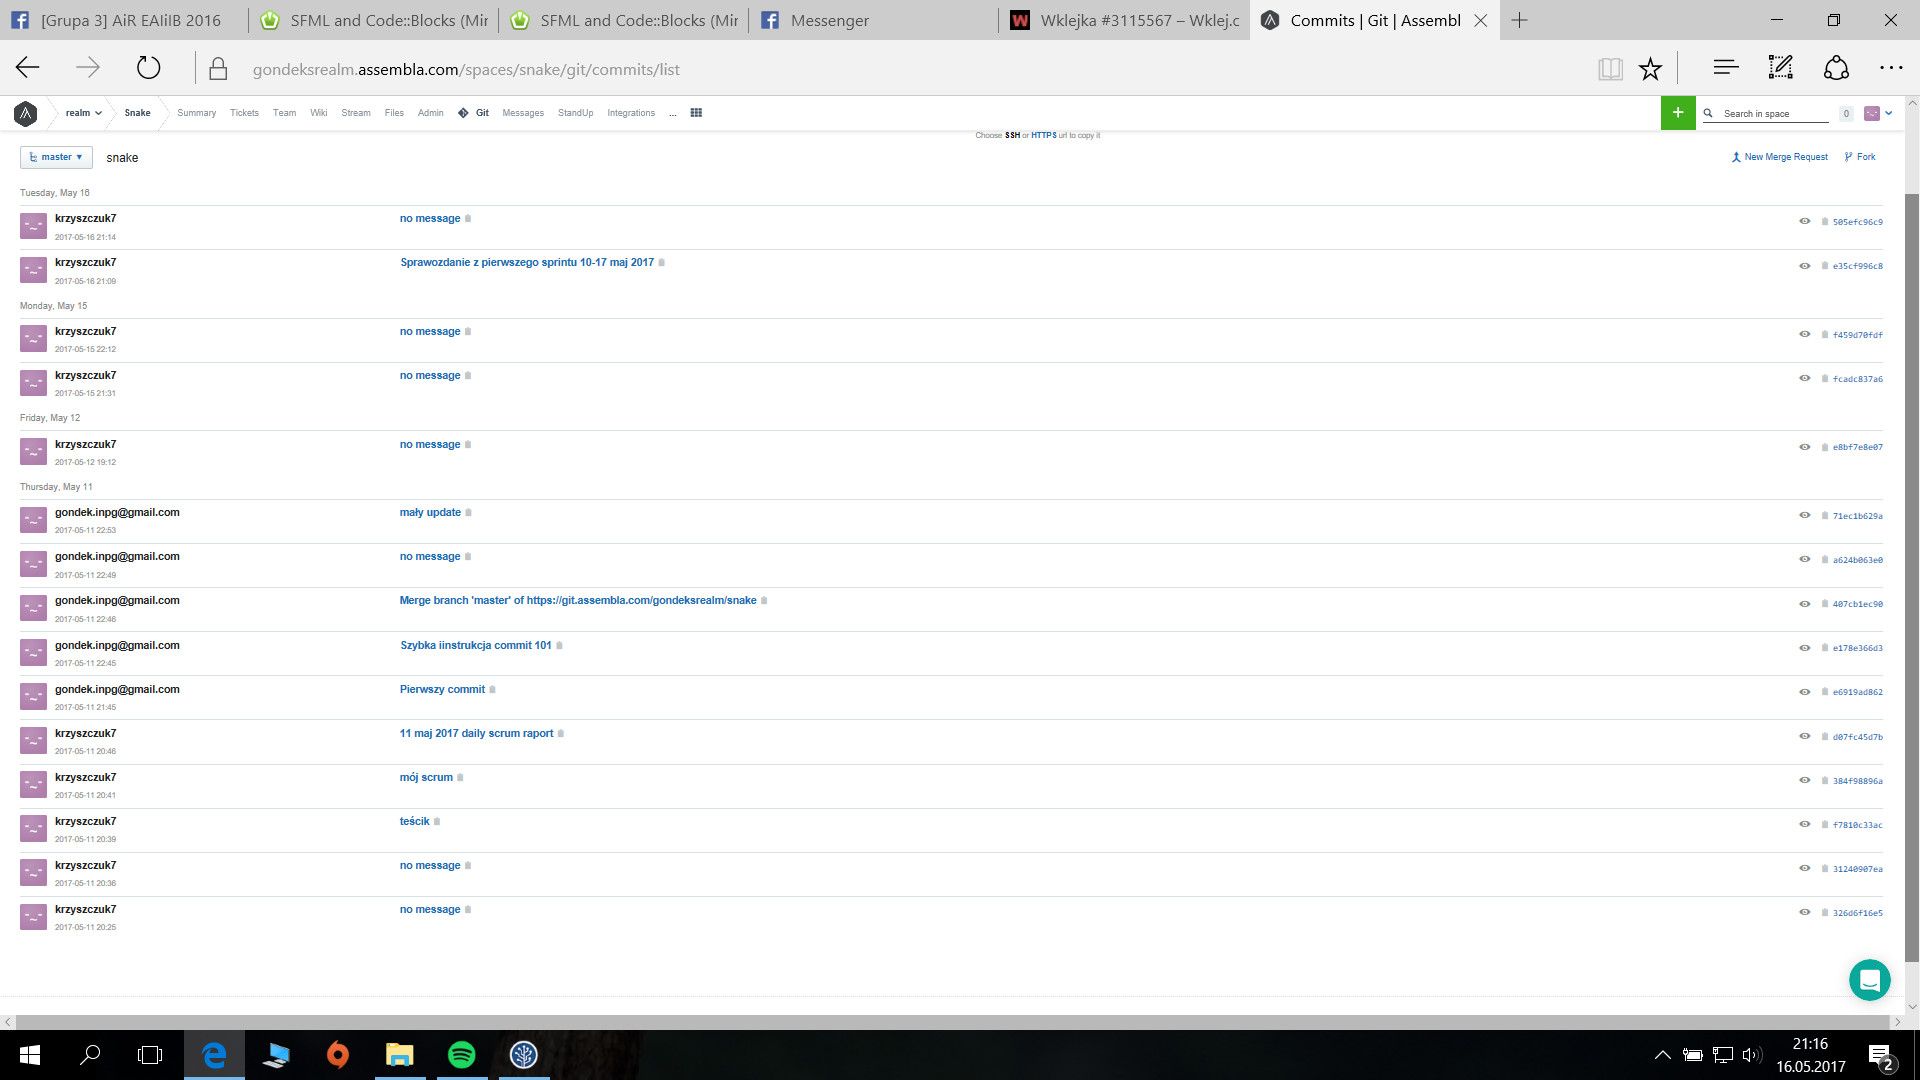 [Grupa 3] AiR EAIiIB 2016
SFML and Code::Blocks (Mir
SFML and Code::Blocks (Mir
Messenger
Wklejka #3115567 – Wklej.c
Commits | Git | Assembl
gondeksrealm.assembla.com/spaces/snake/git/commits/list
realm
Snake
Summary
Tickets
Team
Wiki
Stream
Files
Admin
Git
Messages
StandUp
Integrations
...
+
Search in space
0
Choose SSH or HTTPS url to copy it
master
snake
New Merge Request
Fork
Tuesday, May 16
krzyszczuk7
no message
505efc96c9
2017-05-16 21:14
krzyszczuk7
Sprawozdanie z pierwszego sprintu 10-17 maj 2017
e35cf996c8
2017-05-16 21:09
Monday, May 15
krzyszczuk7
no message
f459d70fdf
2017-05-15 22:12
krzyszczuk7
no message
fcadc837a6
2017-05-15 21:31
Friday, May 12
krzyszczuk7
no message
e8bf7e8e07
2017-05-12 19:12
Thursday, May 11
gondek.inpg@gmail.com
mały update
71ec1b629a
2017-05-11 22:53
gondek.inpg@gmail.com
no message
a624b063e0
2017-05-11 22:49
gondek.inpg@gmail.com
Merge branch 'master' of https://git.assembla.com/gondeksrealm/snake
407cb1ec90
2017-05-11 22:46
gondek.inpg@gmail.com
Szybka iinstrukcja commit 101
e178e366d3
2017-05-11 22:45
gondek.inpg@gmail.com
Pierwszy commit
e6919ad862
2017-05-11 21:45
krzyszczuk7
11 maj 2017 daily scrum raport
d07fc45d7b
2017-05-11 20:46
krzyszczuk7
mój scrum
384f98896a
2017-05-11 20:41
krzyszczuk7
teścik
f7810c33ac
2017-05-11 20:39
krzyszczuk7
no message
31240907ea
2017-05-11 20:36
krzyszczuk7
no message
326d6f16e5
2017-05-11 20:25
21:16
16.05.2017
2